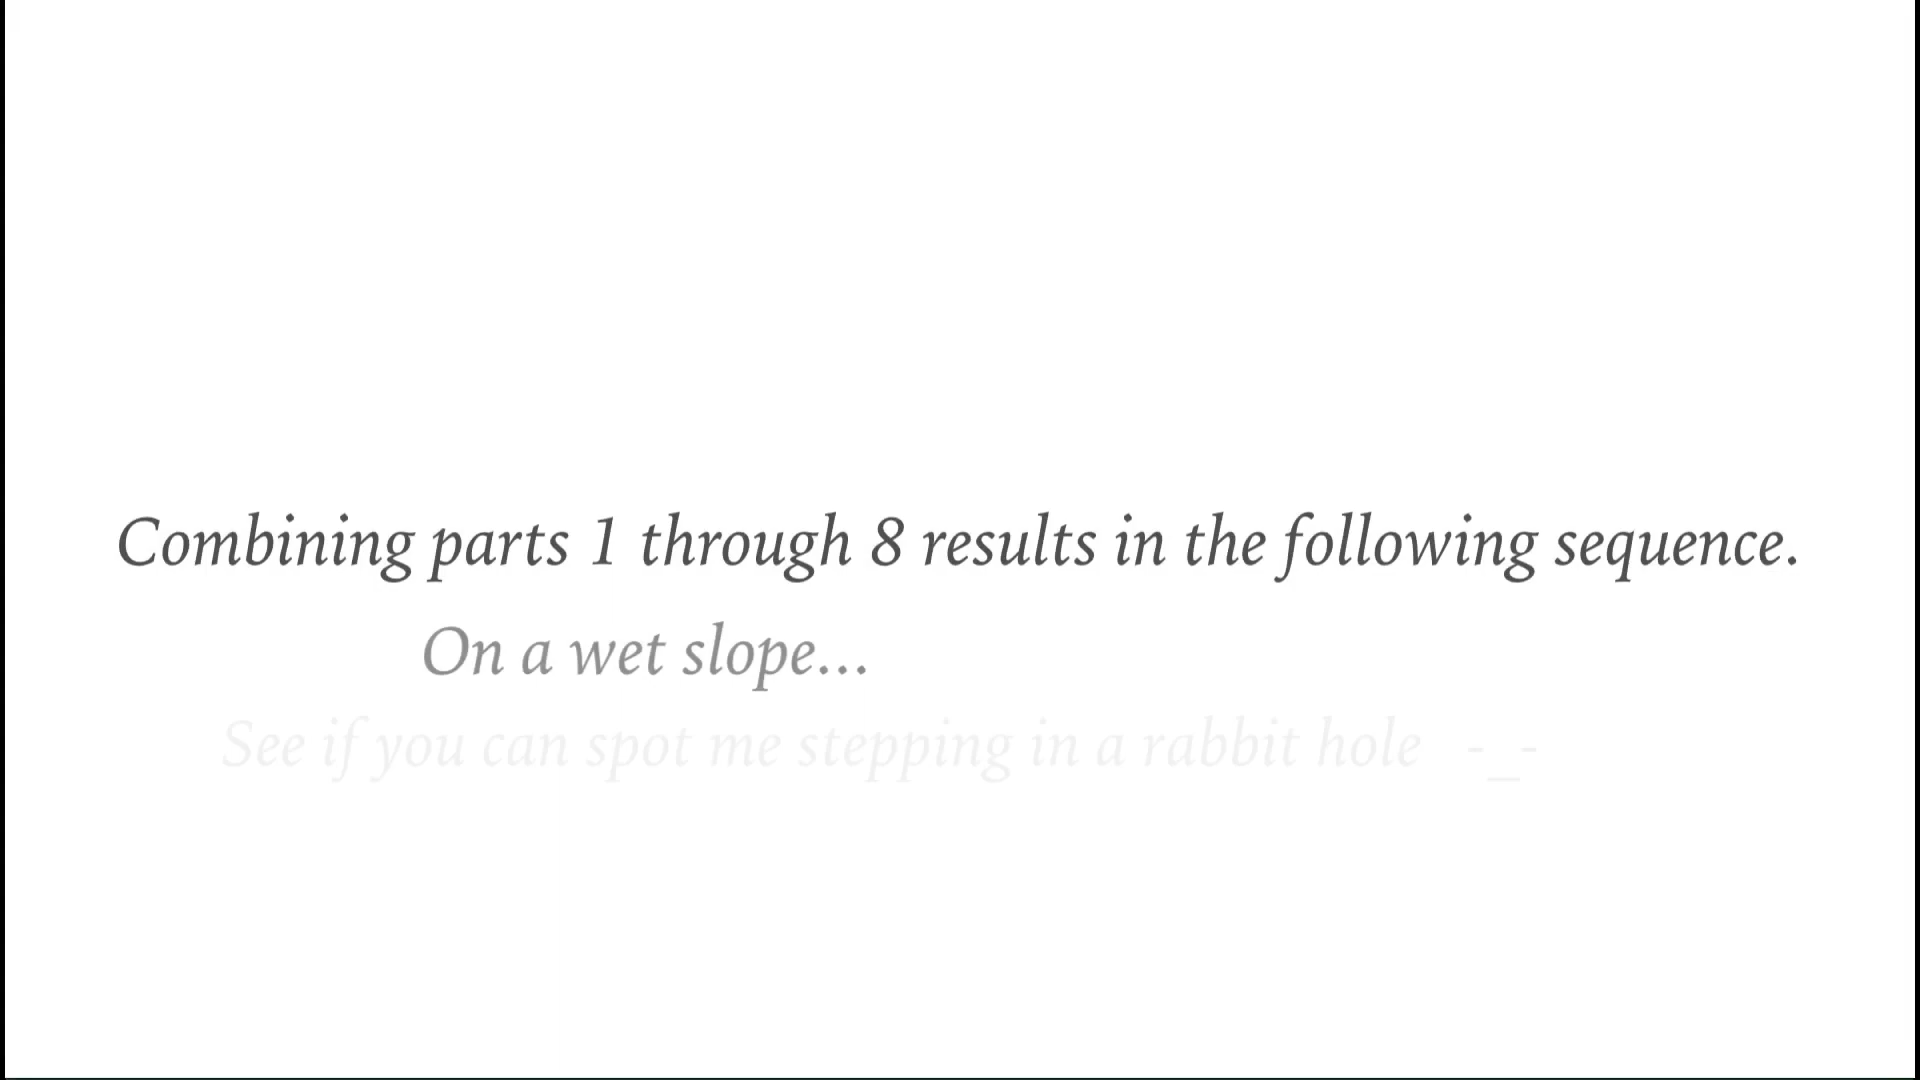 Combining parts 1 through 8 results in the following sequence.
On a wet slope...
See if you can spot me stepping in a rabbit hole -_-